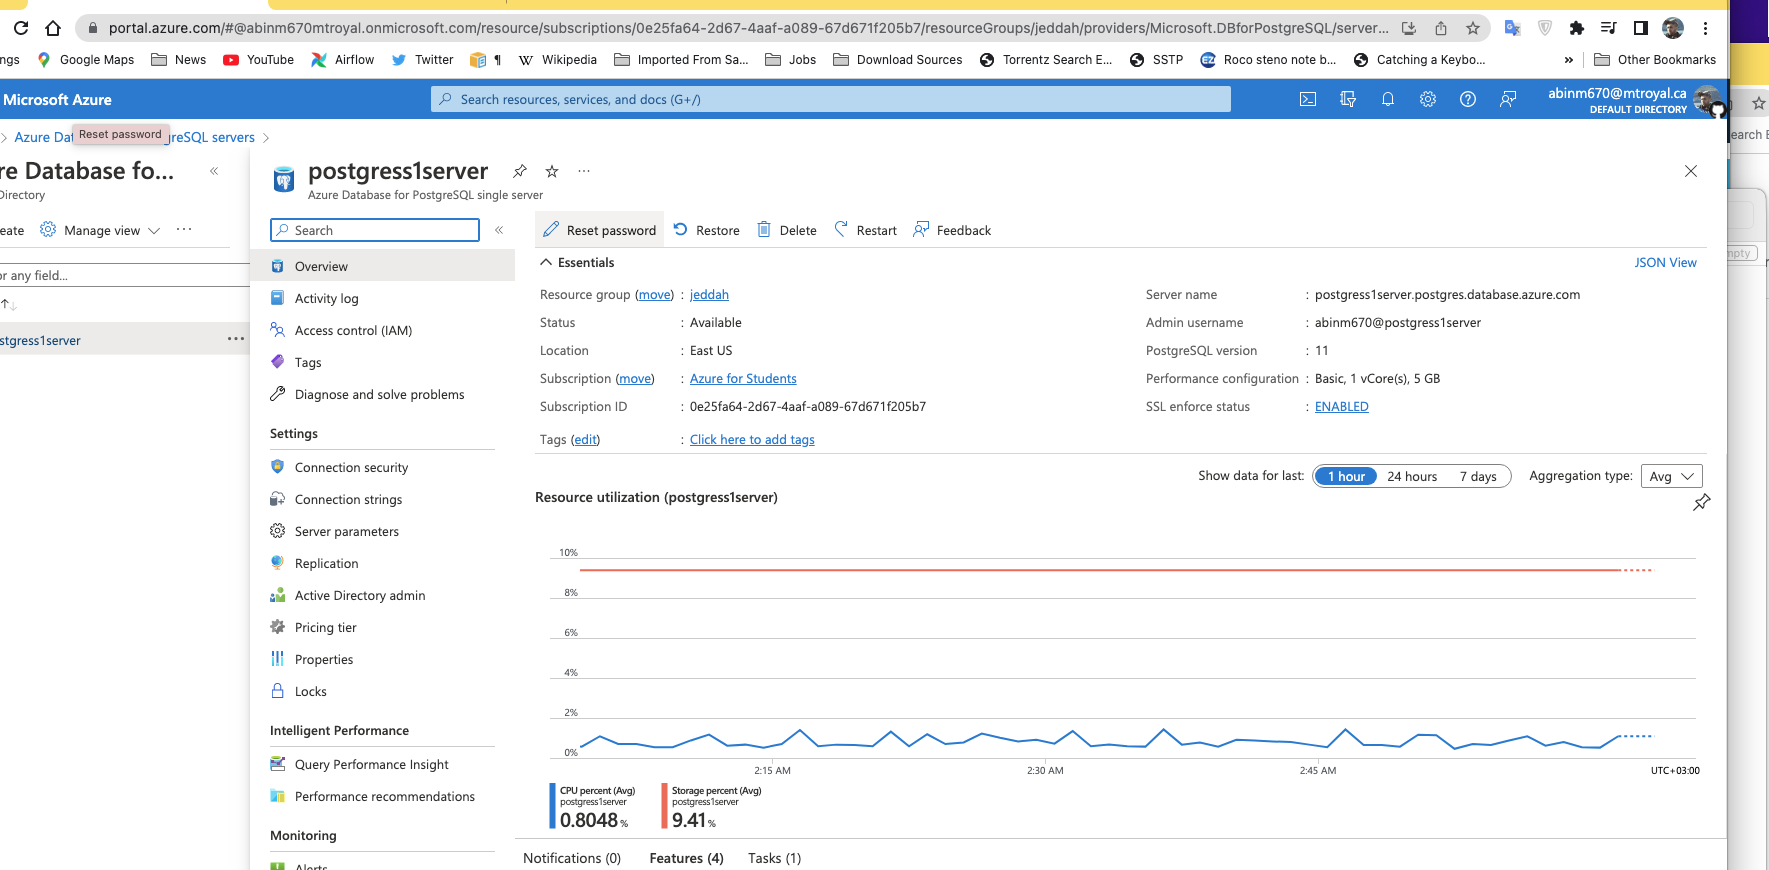 portal.azure.com/#@abinm670mtroyal.onmicrosoft.com/resource/subscriptions/0e25fa64-2d67-4aaf-a089-67d671f205b7/resourceGroups/jeddah/providers/Microsoft.DBforPostgreSQL/server...
ngs Google Maps News YouTube Airflow Twitter ¶ Wikipedia Imported From Sa... Jobs Download Sources Torrentz Search E... SSTP Roco steno note b... Catching a Keybo... » Other Bookmarks
Microsoft Azure
Search resources, services, and docs (G+/)
abinm670@mtroyal.ca
DEFAULT DIRECTORY
Azure Dat
Reset password
greSQL servers
earch E
re Database fo...
Directory
eate
Manage view
or any field...
stgress1server
postgress1server
Azure Database for PostgreSQL single server
Search
Overview
Activity log
Access control (IAM)
Tags
Diagnose and solve problems
Settings
Connection security
Connection strings
Server parameters
Replication
Active Directory admin
Pricing tier
Properties
Locks
Intelligent Performance
Query Performance Insight
Performance recommendations
Monitoring
Alerts
Reset password Restore Delete Restart Feedback
Essentials
JSON View
Resource group (move) : jeddah
Status : Available
Location : East US
Subscription (move) : Azure for Students
Subscription ID : 0e25fa64-2d67-4aaf-a089-67d671f205b7
Tags (edit) : Click here to add tags
Server name : postgress1server.postgres.database.azure.com
Admin username : abinm670@postgress1server
PostgreSQL version : 11
Performance configuration : Basic, 1 vCore(s), 5 GB
SSL enforce status : ENABLED
mpty
Show data for last: 1 hour 24 hours 7 days Aggregation type: Avg
Resource utilization (postgress1server)
10%
8%
6%
4%
2%
0%
2:15 AM 2:30 AM 2:45 AM UTC+03:00
CPU percent (Avg)
postgress1server
0.8048 %
Storage percent (Avg)
postgress1server
9.41 %
Notifications (0) Features (4) Tasks (1)